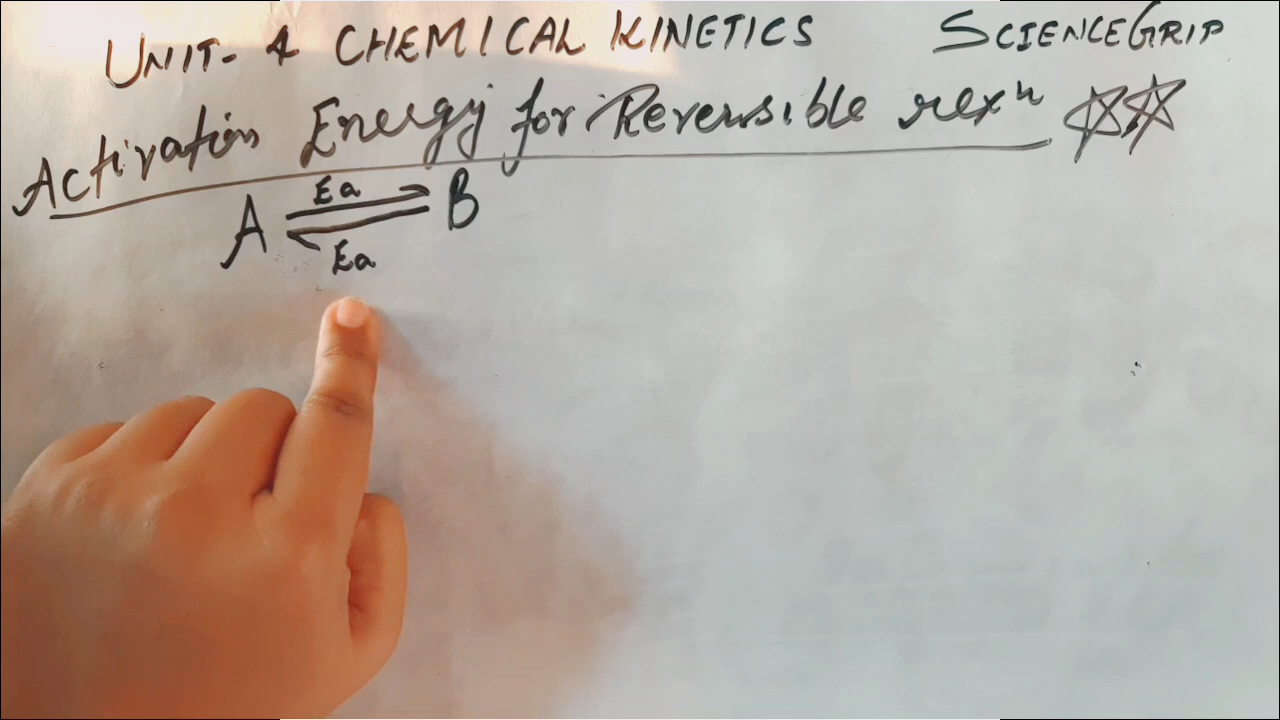 UNIT- 4 CHEMICAL KINETICS SCIENCEGRIP
Activation Energy for Reversible rexn
Ea
A ⇌ B
Ea